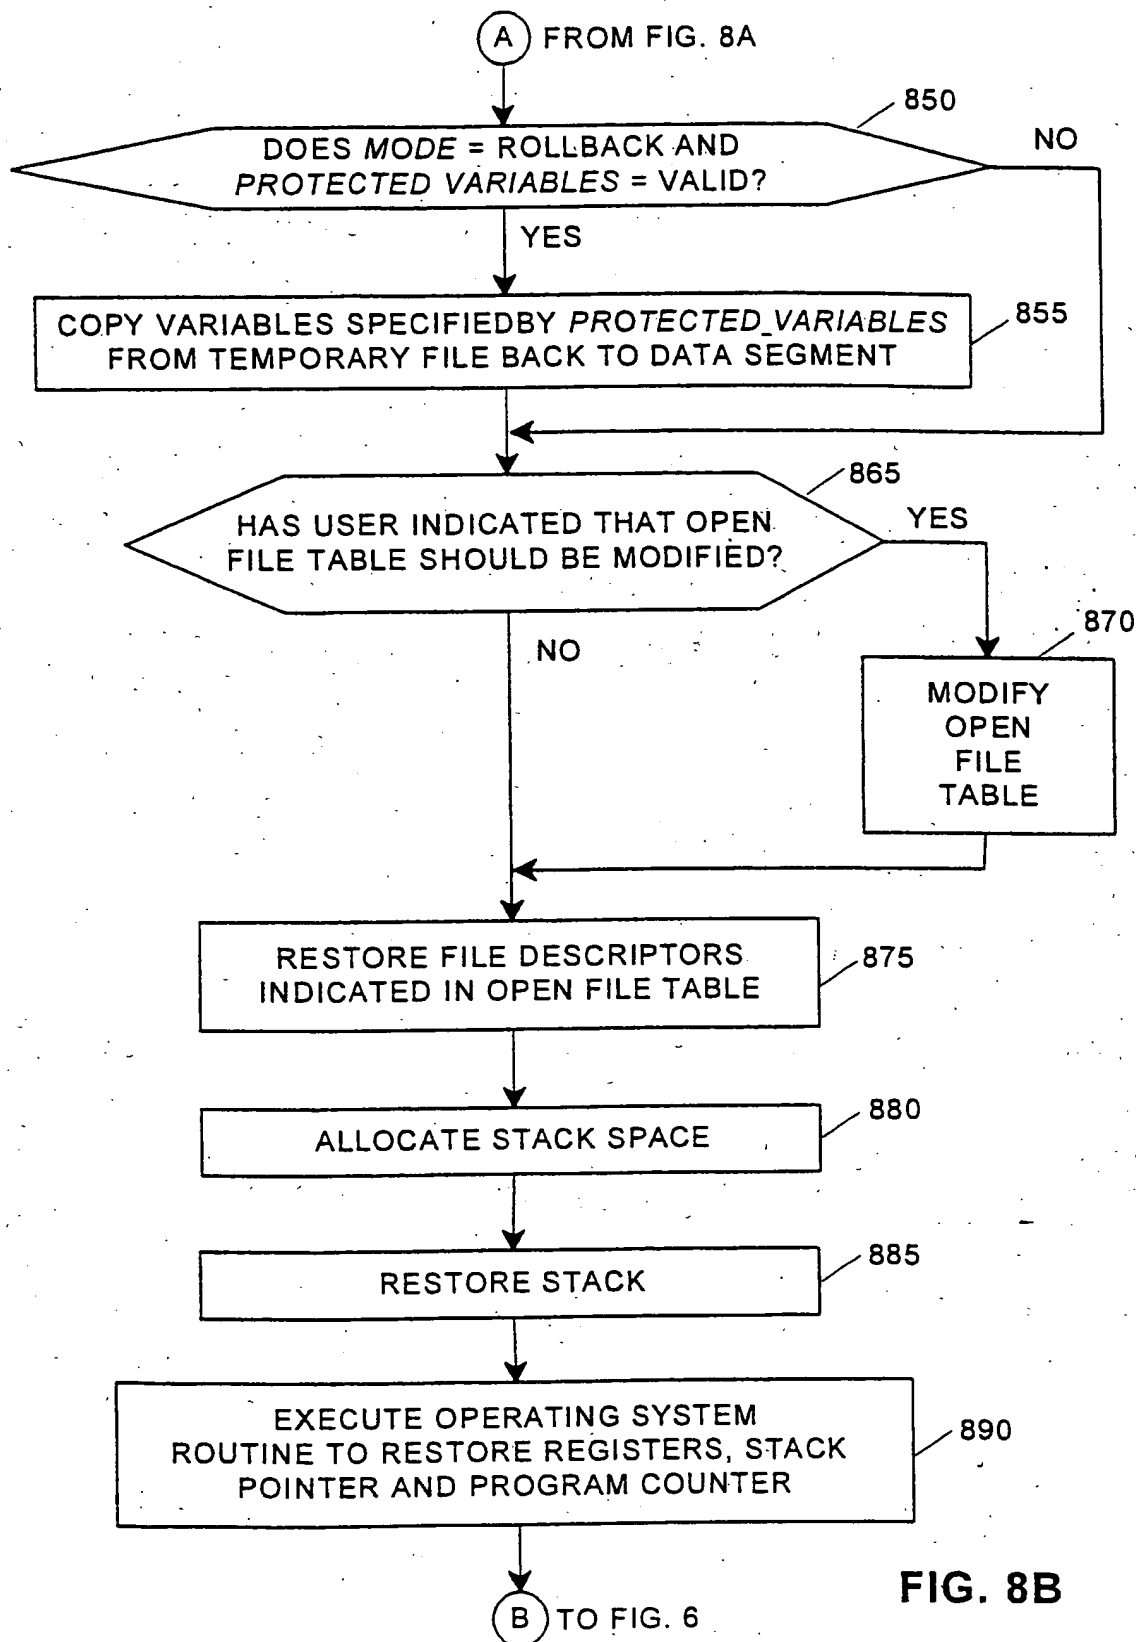 A FROM FIG. 8A
850
DOES MODE = ROLLBACK AND
PROTECTED VARIABLES = VALID?
NO
YES
COPY VARIABLES SPECIFIEDBY PROTECTED_VARIABLES
FROM TEMPORARY FILE BACK TO DATA SEGMENT
855
865
HAS USER INDICATED THAT OPEN
FILE TABLE SHOULD BE MODIFIED?
YES
NO
870
MODIFY
OPEN
FILE
TABLE
RESTORE FILE DESCRIPTORS
INDICATED IN OPEN FILE TABLE
875
ALLOCATE STACK SPACE
880
RESTORE STACK
885
EXECUTE OPERATING SYSTEM
ROUTINE TO RESTORE REGISTERS, STACK
POINTER AND PROGRAM COUNTER
890
B TO FIG. 6
FIG. 8B